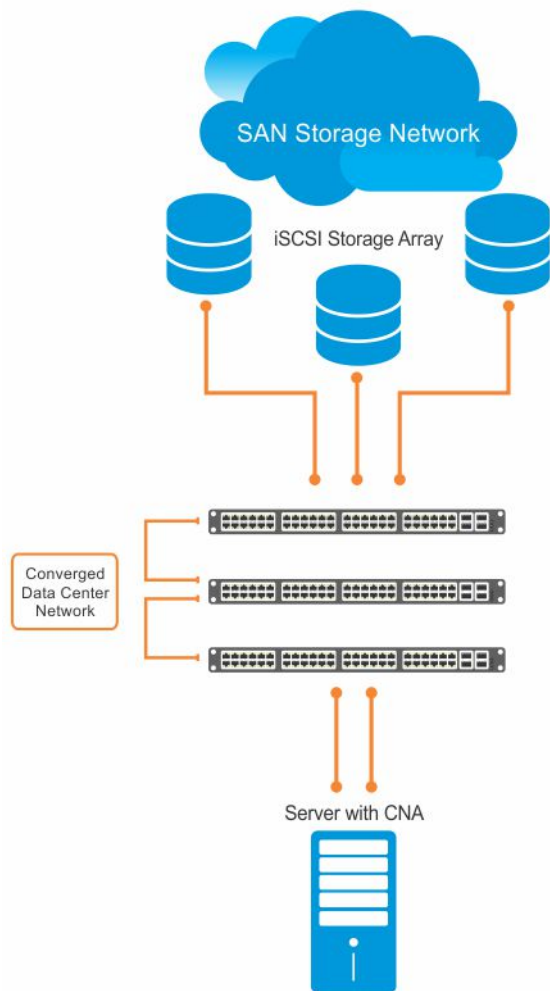 SAN Storage Network
iSCSI Storage Array
Converged
Data Center
Network
Server with CNA